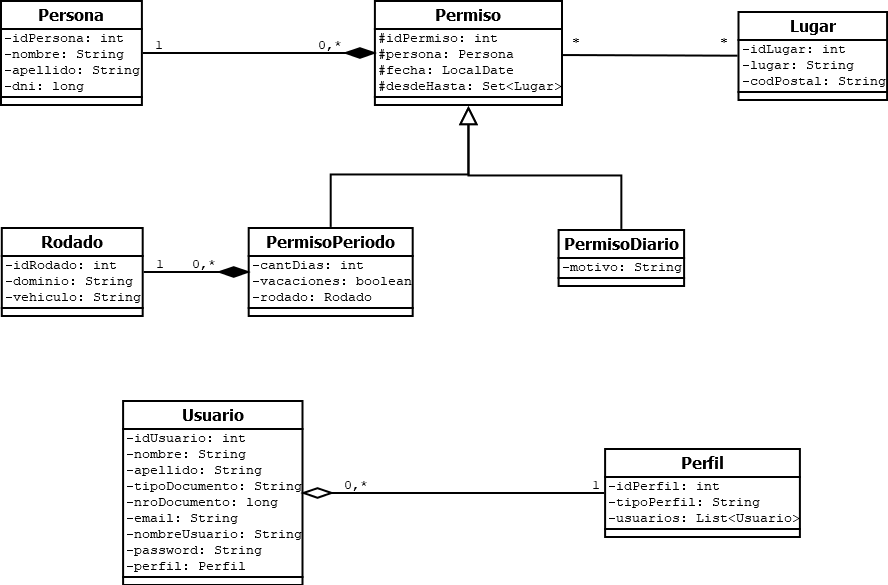 Persona
-idPersona: int
-nombre: String
-apellido: String
-dni: long
1
0,*
Permiso
#idPermiso: int
#persona: Persona
#fecha: LocalDate
#desdeHasta: Set<Lugar>
*
*
Lugar
-idLugar: int
-lugar: String
-codPostal: String
Rodado
-idRodado: int
-dominio: String
-vehiculo: String
1
0,*
PermisoPeriodo
-cantDias: int
-vacaciones: boolean
-rodado: Rodado
PermisoDiario
-motivo: String
Usuario
-idUsuario: int
-nombre: String
-apellido: String
-tipoDocumento: String
-nroDocumento: long
-email: String
-nombreUsuario: String
-password: String
-perfil: Perfil
0,*
1
Perfil
-idPerfil: int
-tipoPerfil: String
-usuarios: List<Usuario>